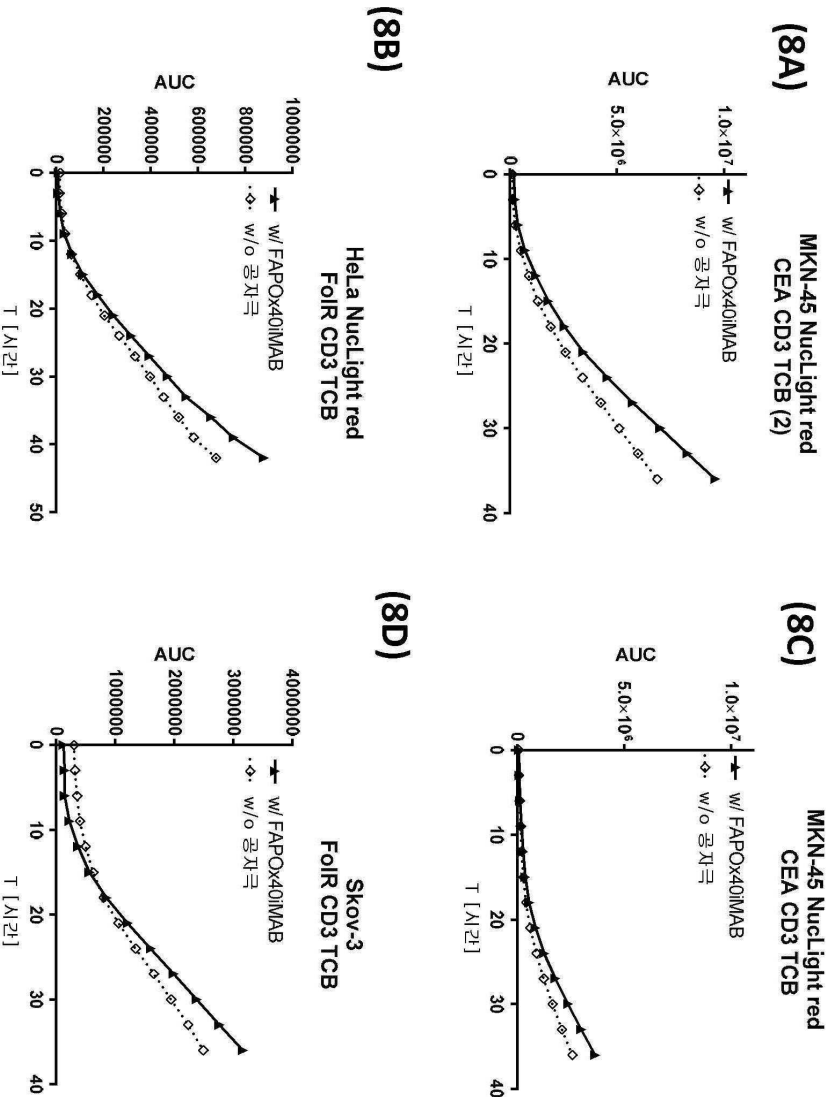 (8A)
MKN-45 NucLight red
CEA CD3 TCB (2)
w/ FAPOx40iMAB
w/o 공자극
AUC
1.0×10⁷
5.0×10⁶
0
0 10 20 30 40
T [시간]
(8B)
HeLa NucLight red
FolR CD3 TCB
w/ FAPOx40iMAB
w/o 공자극
AUC
1000000
800000
600000
400000
200000
0
0 10 20 30 40 50
T [시간]
(8C)
MKN-45 NucLight red
CEA CD3 TCB
w/ FAPOx40iMAB
w/o 공자극
AUC
1.0×10⁷
5.0×10⁶
0
0 10 20 30 40
T [시간]
(8D)
Skov-3
FolR CD3 TCB
w/ FAPOx40iMAB
w/o 공자극
AUC
4000000
3000000
2000000
1000000
0
0 10 20 30 40
T [시간]